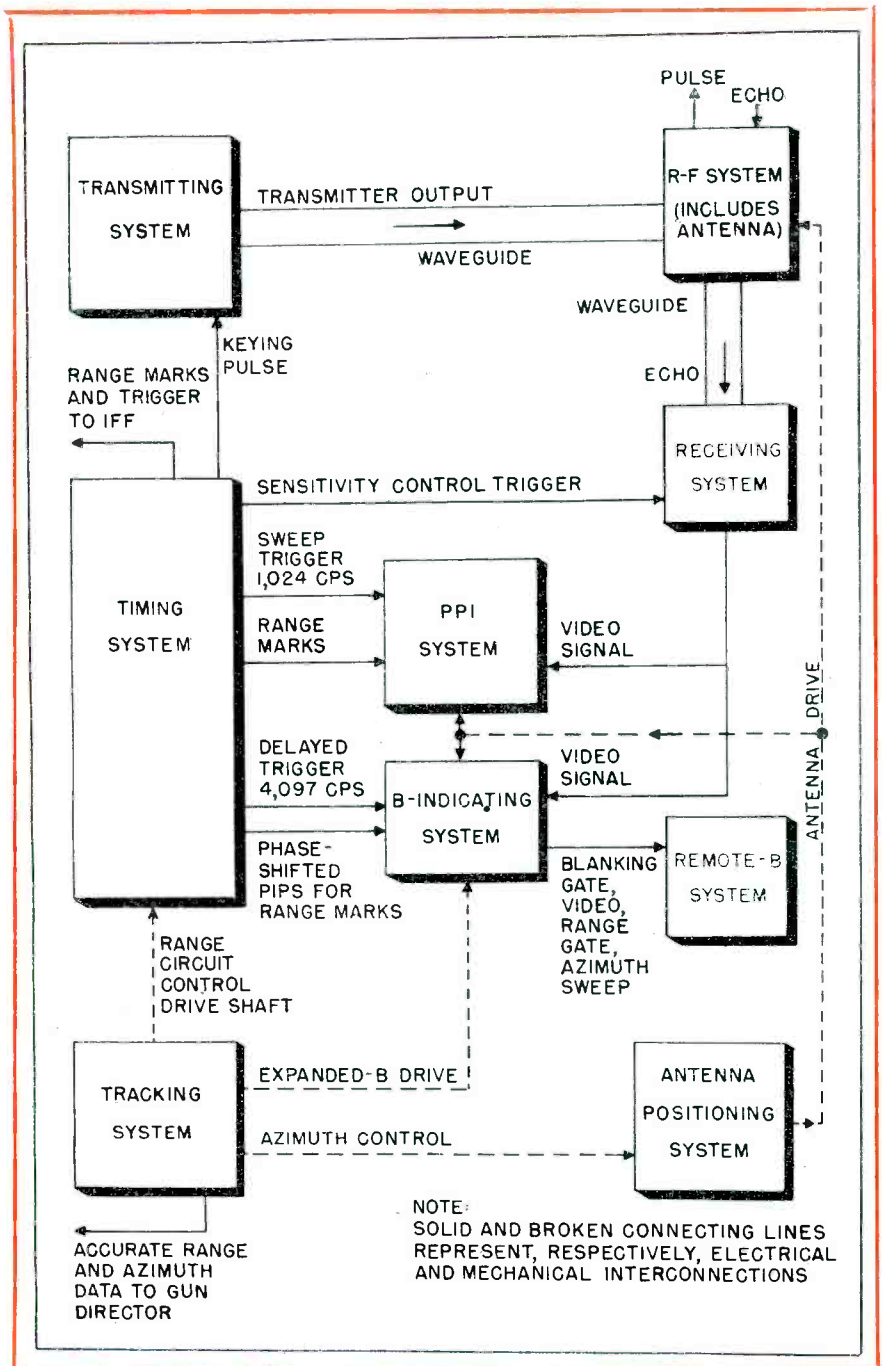 PULSE
ECHO
TRANSMITTING
SYSTEM
TRANSMITTER OUTPUT
WAVEGUIDE
R-F SYSTEM
(INCLUDES
ANTENNA)
WAVEGUIDE
ECHO
KEYING
PULSE
RANGE MARKS
AND TRIGGER
TO IFF
RECEIVING
SYSTEM
SENSITIVITY CONTROL TRIGGER
SWEEP
TRIGGER
1,024 CPS
TIMING
SYSTEM
PPI
SYSTEM
RANGE
MARKS
VIDEO
SIGNAL
ANTENNA DRIVE
DELAYED
TRIGGER
4,097 CPS
VIDEO
SIGNAL
B-INDICATING
SYSTEM
PHASE-
SHIFTED
PIPS FOR
RANGE MARKS
BLANKING
GATE,
VIDEO,
RANGE
GATE,
AZIMUTH
SWEEP
REMOTE-B
SYSTEM
RANGE
CIRCUIT
CONTROL
DRIVE SHAFT
TRACKING
SYSTEM
EXPANDED-B DRIVE
AZIMUTH CONTROL
ANTENNA
POSITIONING
SYSTEM
ACCURATE RANGE
AND AZIMUTH
DATA TO GUN
DIRECTOR
NOTE:
SOLID AND BROKEN CONNECTING LINES
REPRESENT, RESPECTIVELY, ELECTRICAL
AND MECHANICAL INTERCONNECTIONS